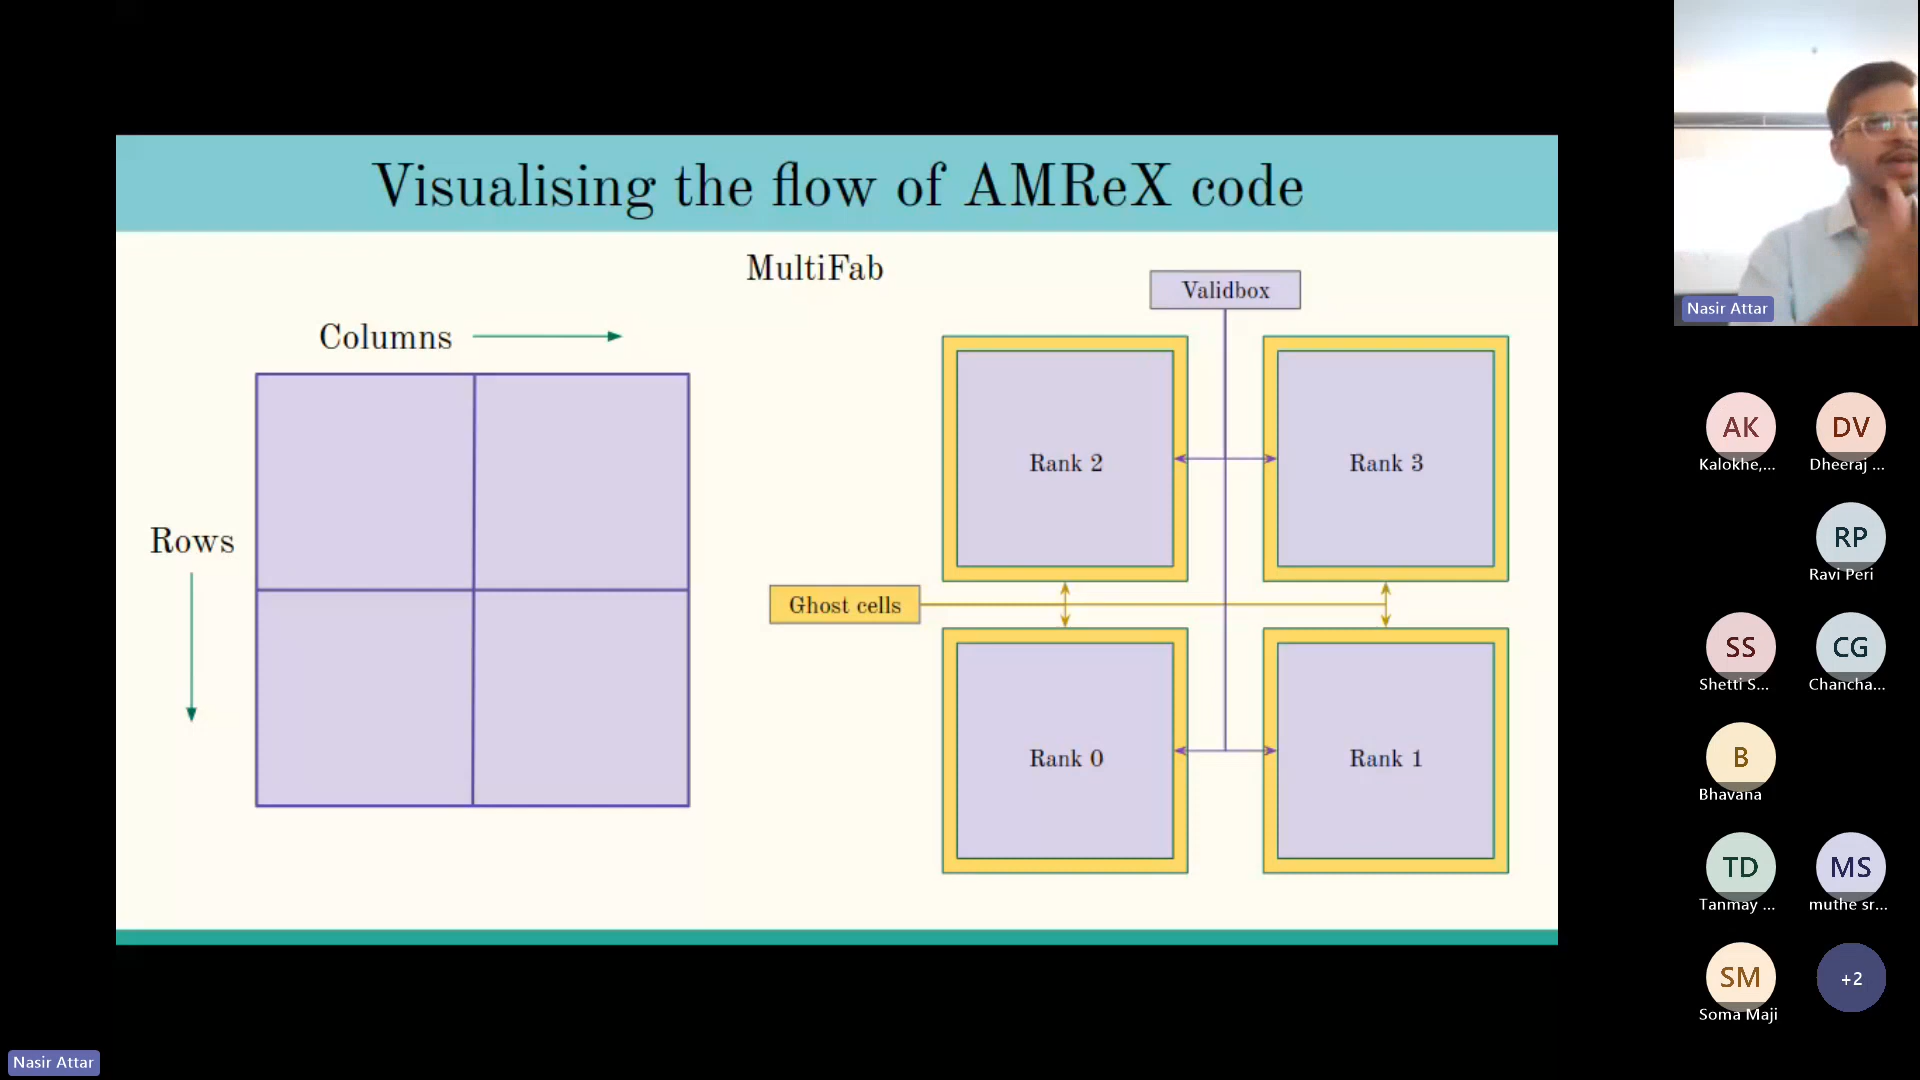 Visualising the flow of AMReX code
MultiFab
Validbox
Columns
Rank 2
Rank 3
Rows
Ghost cells
Rank 0
Rank 1
Nasir Attar
AK
Kalokhe,...
DV
Dheeraj ...
RP
Ravi Peri
SS
Shetti S...
CG
Chancha...
B
Bhavana
TD
Tanmay ...
MS
muthe sr...
SM
Soma Maji
+2
Nasir Attar